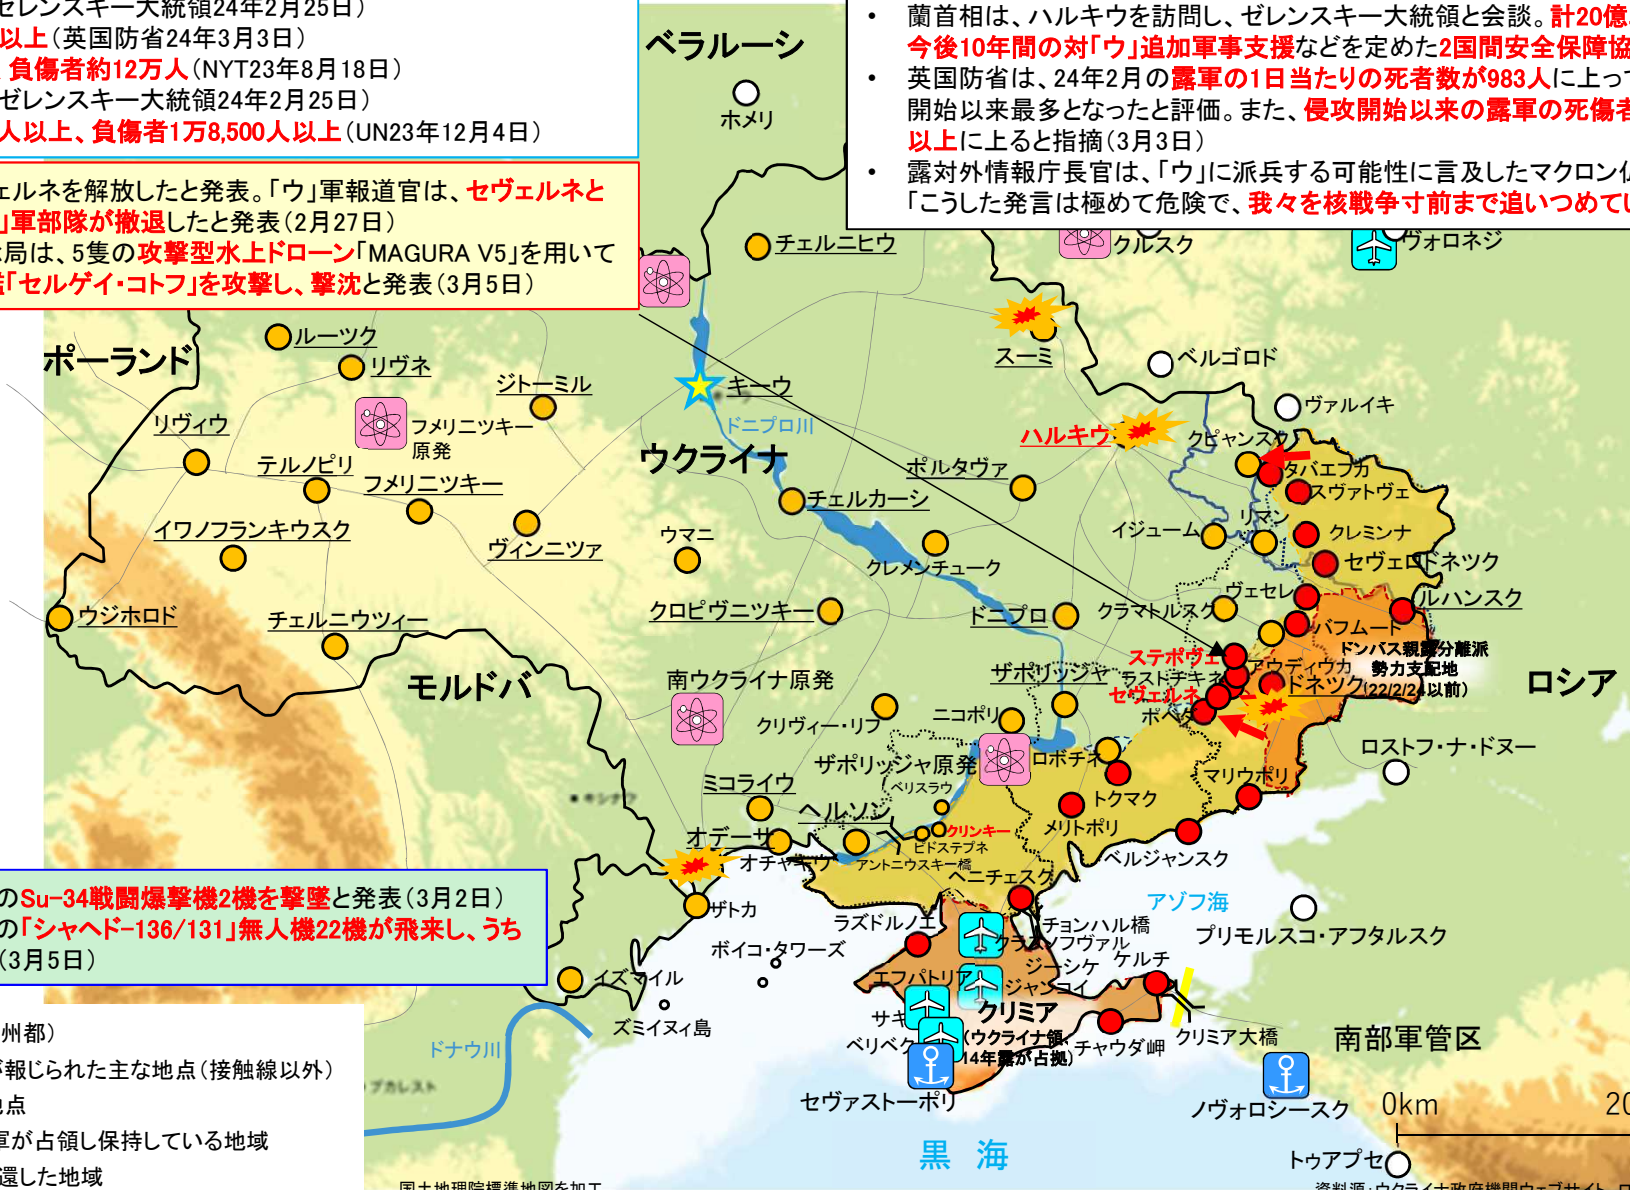 ゼレンスキー大統領24年2月25日）
以上（英国防省24年3月3日）
負傷者約12万人（NYT23年8月18日）
ゼレンスキー大統領24年2月25日）
人以上、負傷者1万8,500人以上（UN23年12月4日）
ェルネを解放したと発表。「ウ」軍報道官は、セヴェルネと
」軍部隊が撤退したと発表（2月27日）
局は、5隻の攻撃型水上ドローン「MAGURA V5」を用いて
「セルゲイ・コトフ」を攻撃し、撃沈と発表（3月5日）
• 蘭首相は、ハルキウを訪問し、ゼレンスキー大統領と会談。計20億
今後10年間の対「ウ」追加軍事支援などを定めた2国間安全保障協
• 英国防省は、24年2月の露軍の1日当たりの死者数が983人に上って
開始以来最多となったと評価。また、侵攻開始以来の露軍の死傷者
以上に上ると指摘（3月3日）
• 露対外情報庁長官は、「ウ」に派兵する可能性に言及したマクロン仏
「こうした発言は極めて危険で、我々を核戦争寸前まで追いつめてい
ベラルーシ
ホメリ
チェルニヒウ
クルスク
ヴォロネジ
ルーツク
ポーランド
リヴネ
ジトーミル
キーウ
スーミ
ベルゴロド
ヴァルイキ
リヴィウ
フメリニツキー
原発
ドニプロ川
ハルキウ
クピャンスク
ウクライナ
テルノピリ
フメリニツキー
ポルタヴァ
タバエフカ
スヴァトヴェ
チェルカーシ
イワノフランキウスク
ヴィンニツァ
ウマニ
イジューム
リマン
クレミンナ
クレメンチューク
セヴェロドネツク
ウジホロド
チェルニウツィー
クロピヴニツキー
ドニプロ
クラマトルスク
ヴェセレ
ルハンスク
バフムート
ドンバス親露分離派
勢力支配地
(22/2/24以前)
ステポヴェ
アウディウカ
ラストチキネ
ドネツク
セヴェルネ
ポベダ
モルドバ
南ウクライナ原発
ザポリッジャ
ロシア
クリヴィー・リフ
ニコポリ
ザポリッジャ原発
ロボチネ
ロストフ・ナ・ドヌー
ミコライウ
ベリスラウ
マリウポリ
トクマク
キシナウ
ヘルソン
クリンキー
メリトポリ
オデーサ
オチャキウ
ビドステプネ
アントニウスキー橋
ベルジャンスク
ヘニチェスク
のSu-34戦闘爆撃機2機を撃墜と発表（3月2日）
の「シャヘド-136/131」無人機22機が飛来し、うち
（3月5日）
ザトカ
アゾフ海
ラズドルノエ
チョンハル橋
プリモルスコ・アフタルスク
ボイコ・タワーズ
クラスノフヴァル
ジーシケ
ケルチ
イズマイル
エフパトリア
ジャンコイ
ズミイヌィ島
サキ
クリミア
(ウクライナ領、
14年露が占拠)
ベリベク
チャウダ岬
クリミア大橋
南部軍管区
州都）
が報じられた主な地点（接触線以外）
地点
軍が占領し保持している地域
還した地域
ドナウ川
ブカレスト
セヴァストーポリ
ノヴォロシースク
0km
20
黒 海
トゥアプセ
国土地理院標準地図を加工
資料源：ウクライナ政府機関ウェブサイト、ロ